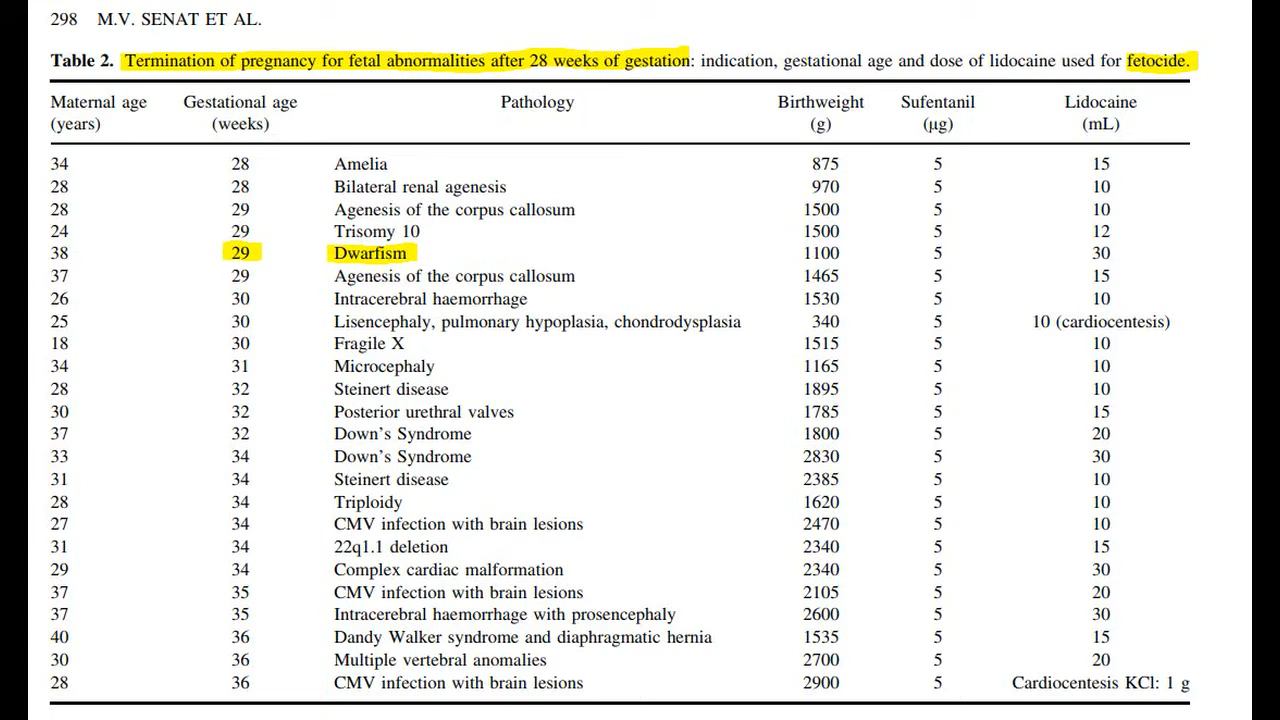 298 M.V. SENAT ET AL.
Table 2. Termination of pregnancy for fetal abnormalities after 28 weeks of gestation: indication, gestational age and dose of lidocaine used for fetocide.
Maternal age Gestational age Pathology Birthweight Sufentanil Lidocaine
(years) (weeks) (g) (μg) (mL)
34 28 Amelia 875 5 15
28 28 Bilateral renal agenesis 970 5 10
28 29 Agenesis of the corpus callosum 1500 5 10
24 29 Trisomy 10 1500 5 12
38 29 Dwarfism 1100 5 30
37 29 Agenesis of the corpus callosum 1465 5 15
26 30 Intracerebral haemorrhage 1530 5 10
25 30 Lisencephaly, pulmonary hypoplasia, chondrodysplasia 340 5 10 (cardiocentesis)
18 30 Fragile X 1515 5 10
34 31 Microcephaly 1165 5 10
28 32 Steinert disease 1895 5 10
30 32 Posterior urethral valves 1785 5 15
37 32 Down's Syndrome 1800 5 20
33 34 Down's Syndrome 2830 5 30
31 34 Steinert disease 2385 5 10
28 34 Triploidy 1620 5 10
27 34 CMV infection with brain lesions 2470 5 10
31 34 22q1.1 deletion 2340 5 15
29 34 Complex cardiac malformation 2340 5 30
37 35 CMV infection with brain lesions 2105 5 20
37 35 Intracerebral haemorrhage with prosencephaly 2600 5 30
40 36 Dandy Walker syndrome and diaphragmatic hernia 1535 5 15
30 36 Multiple vertebral anomalies 2700 5 20
28 36 CMV infection with brain lesions 2900 5 Cardiocentesis KCl: 1 g